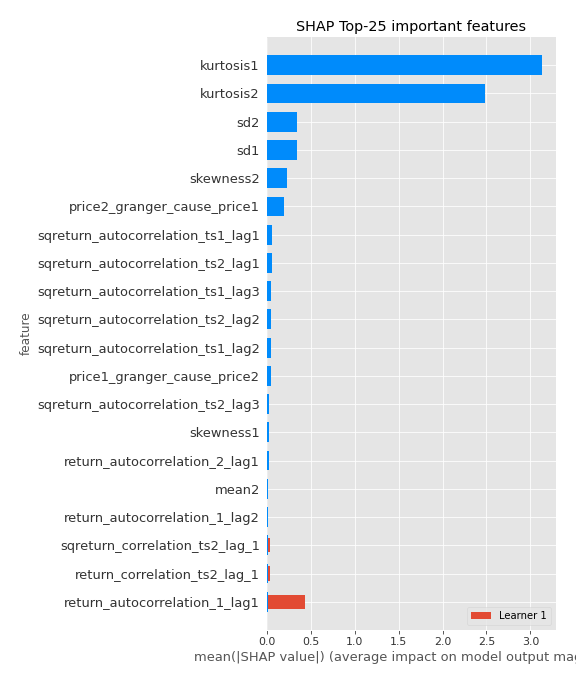 SHAP Top-25 important features
kurtosis1
kurtosis2
sd2
sd1
skewness2
price2_granger_cause_price1
sqreturn_autocorrelation_ts1_lag1
sqreturn_autocorrelation_ts2_lag1
sqreturn_autocorrelation_ts1_lag3
sqreturn_autocorrelation_ts2_lag2
sqreturn_autocorrelation_ts1_lag2
price1_granger_cause_price2
sqreturn_autocorrelation_ts2_lag3
skewness1
return_autocorrelation_2_lag1
mean2
return_autocorrelation_1_lag2
sqreturn_correlation_ts2_lag_1
return_correlation_ts2_lag_1
return_autocorrelation_1_lag1
feature
Learner 1
0.0 0.5 1.0 1.5 2.0 2.5 3.0
mean(|SHAP value|) (average impact on model output mag